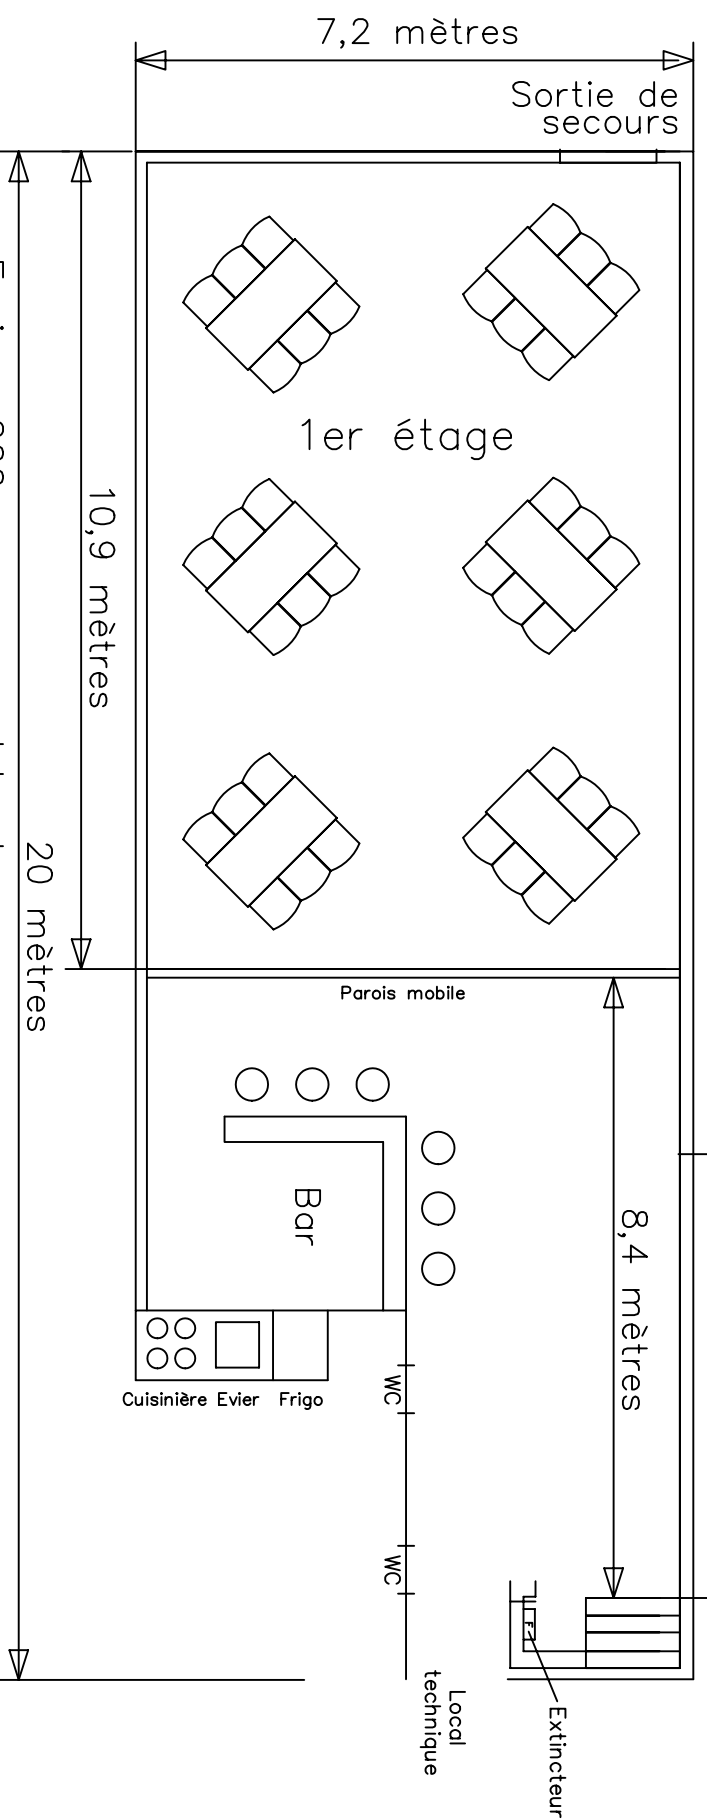 7,2 mètres
Sortie de
secours
1er étage
10,9 mètres
20 mètres
Parois mobile
8,4 mètres
Bar
Cuisinière Evier Frigo
WC
WC
F
Local
technique
Extincteur